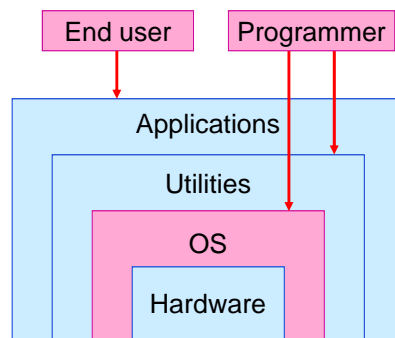 End user
Programmer
Applications
Utilities
OS
Hardware